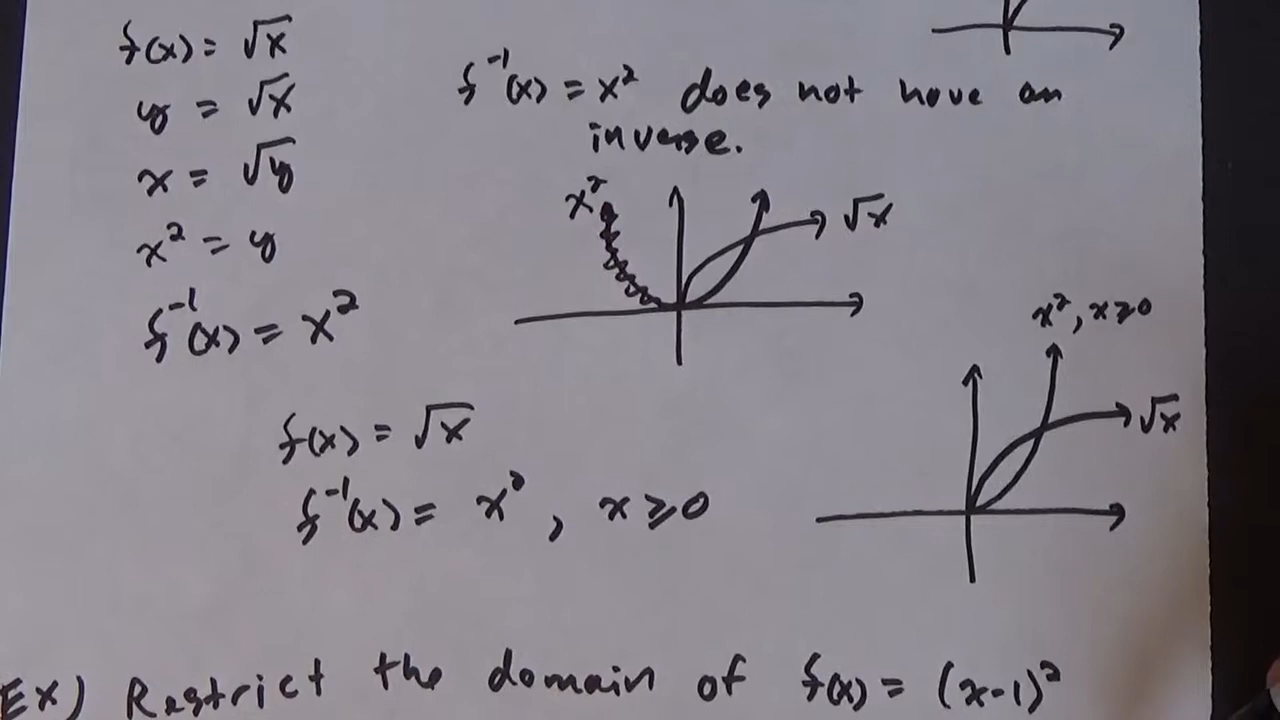 f(x) = √x
y = √x
x = √y
x² = y
f⁻¹(x) = x²
f⁻¹(x) = x² does not have an
inverse.
x²
√x
x², x ≥ 0
√x
f(x) = √x
f⁻¹(x) = x² , x ≥ 0
Ex) Restrict the domain of f(x) = (x-1)²